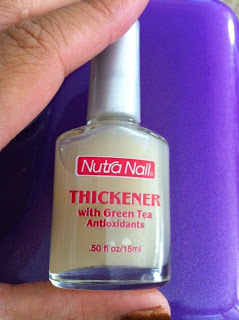 Nutra Nail®
THICKENER
with Green Tea
Antioxidants
.50 fl oz/15ml